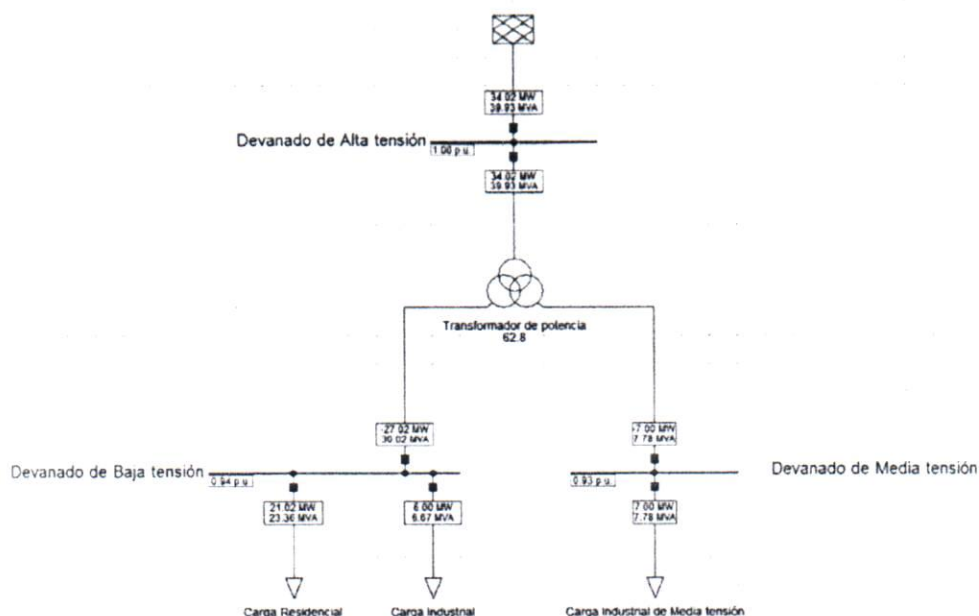 34.02 MW
39.93 MVA
Devanado de Alta tensión
1.00 p.u.
34.02 MW
39.93 MVA
Transformador de potencia
62.8
-27.02 MW
30.02 MVA
-7.00 MW
7.78 MVA
Devanado de Baja tensión
0.94 p.u.
0.93 p.u.
Devanado de Media tensión
21.02 MW
23.36 MVA
6.00 MW
6.67 MVA
7.00 MW
7.78 MVA
Carga Residencial
Carga Industrial
Carga Industrial de Media tensión